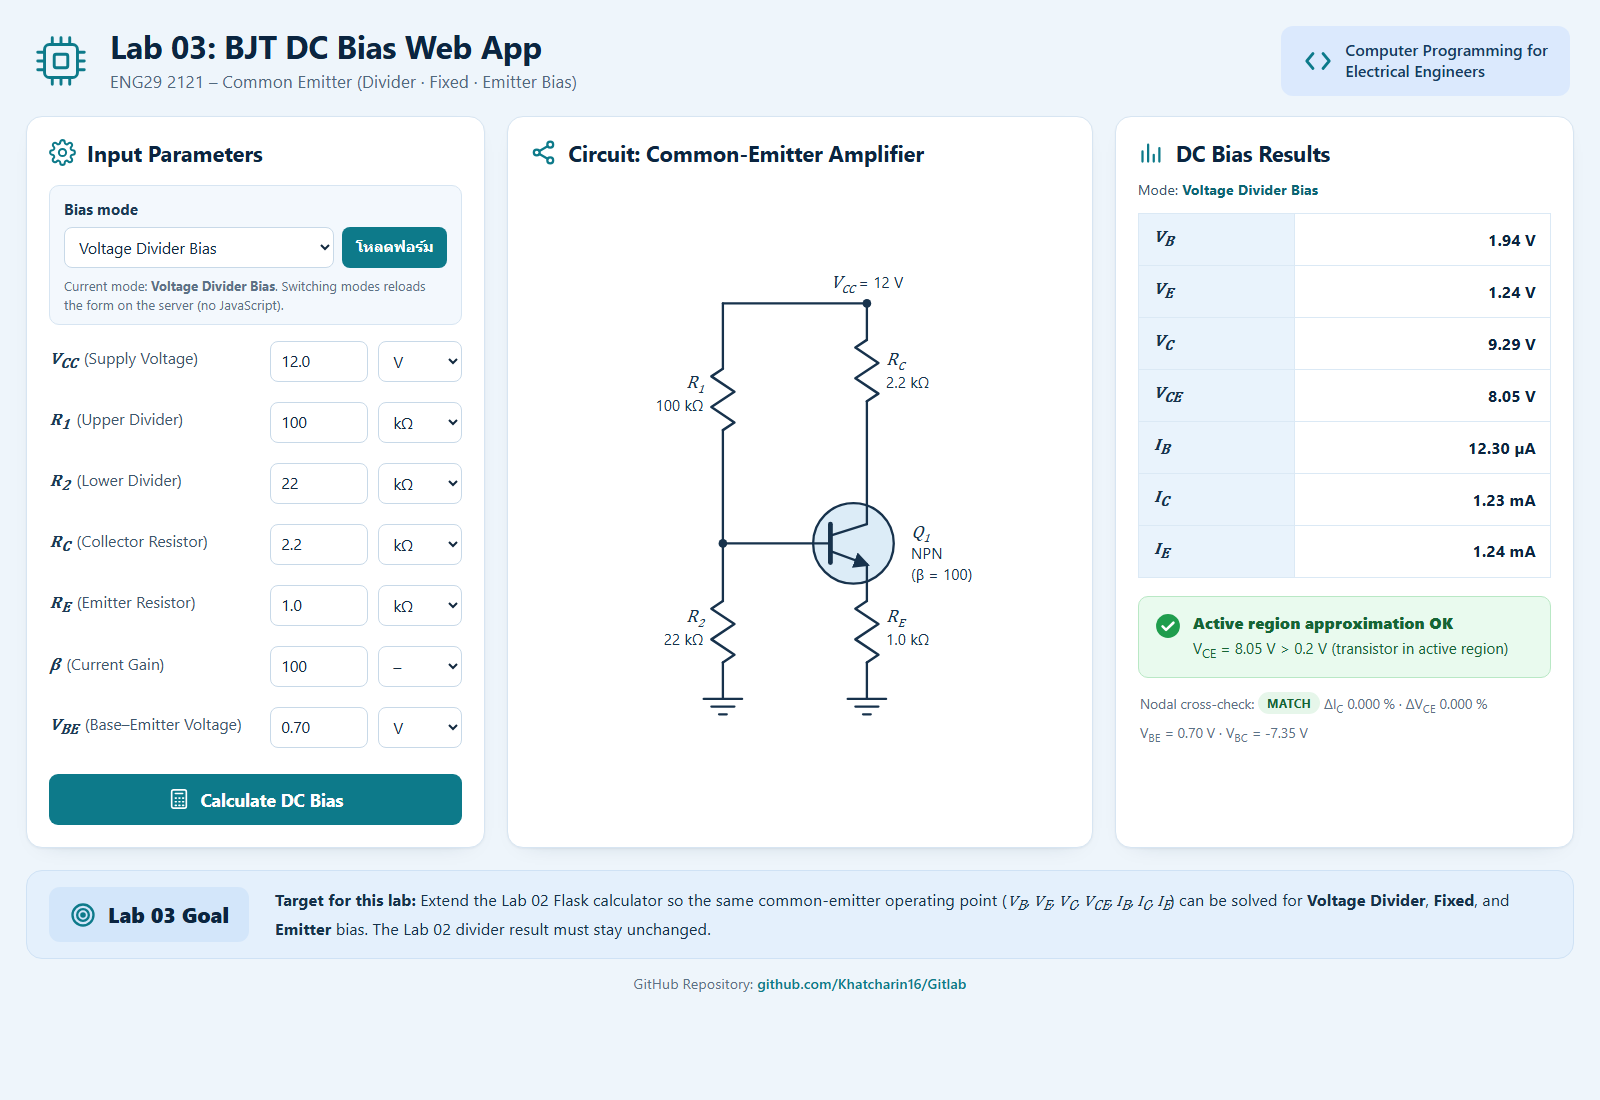 Lab 03: BJT DC Bias Web App
ENG29 2121 – Common Emitter (Divider · Fixed · Emitter Bias)
Computer Programming for
Electrical Engineers
Input Parameters
Bias mode
Voltage Divider Bias
โหลดฟอร์ม
Current mode: Voltage Divider Bias. Switching modes reloads
the form on the server (no JavaScript).
VCC (Supply Voltage) 12.0 V
R1 (Upper Divider) 100 kΩ
R2 (Lower Divider) 22 kΩ
RC (Collector Resistor) 2.2 kΩ
RE (Emitter Resistor) 1.0 kΩ
β (Current Gain) 100 –
VBE (Base–Emitter Voltage) 0.70 V
Calculate DC Bias
Circuit: Common-Emitter Amplifier
VCC = 12 V
RC
2.2 kΩ
R1
100 kΩ
Q1
NPN
(β = 100)
R2
22 kΩ
RE
1.0 kΩ
DC Bias Results
Mode: Voltage Divider Bias
VB 1.94 V
VE 1.24 V
VC 9.29 V
VCE 8.05 V
IB 12.30 µA
IC 1.23 mA
IE 1.24 mA
Active region approximation OK
VCE = 8.05 V > 0.2 V (transistor in active region)
Nodal cross-check: MATCH ΔIC 0.000 % · ΔVCE 0.000 %
VBE = 0.70 V · VBC = -7.35 V
Lab 03 Goal
Target for this lab: Extend the Lab 02 Flask calculator so the same common-emitter operating point (VB, VE, VC, VCE, IB, IC, IE) can be solved for Voltage Divider, Fixed, and
Emitter bias. The Lab 02 divider result must stay unchanged.
GitHub Repository: github.com/Khatcharin16/Gitlab